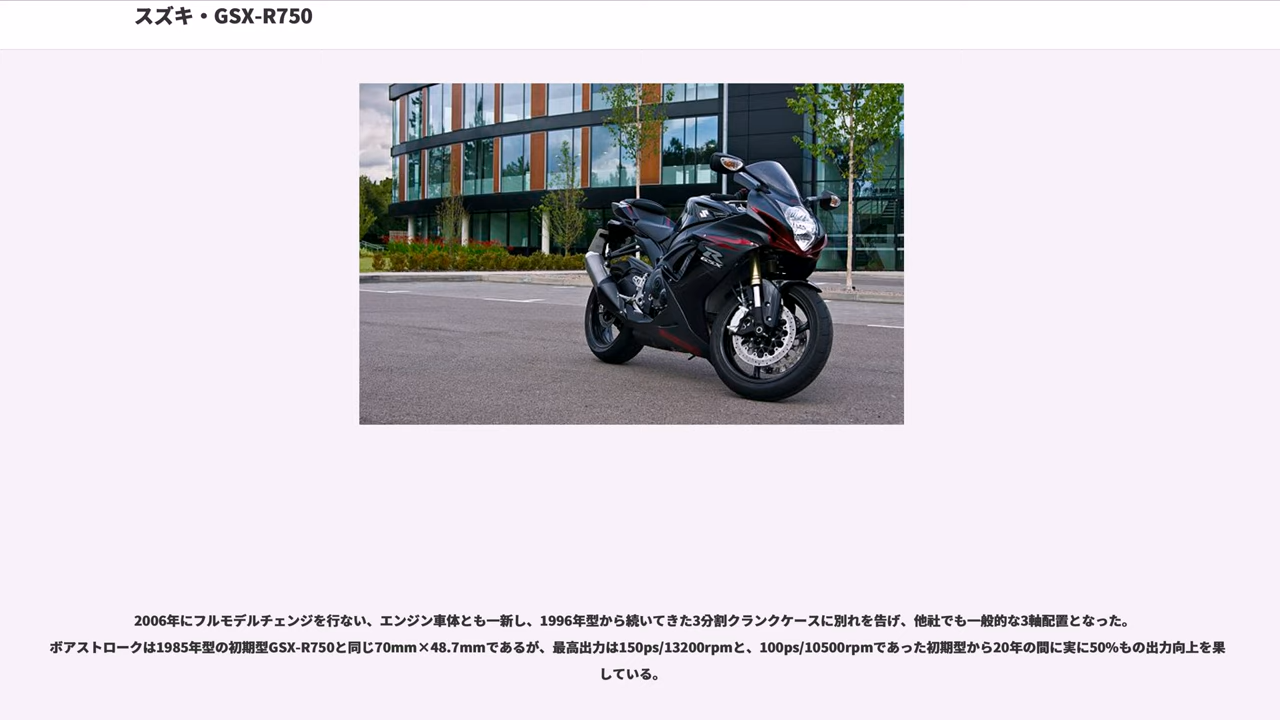 スズキ・GSX-R750
R
GSX
2006年にフルモデルチェンジを行ない、エンジン車体とも一新し、1996年型から続いてきた3分割クランクケースに別れを告げ、他社でも一般的な3軸配置となった。
ボアストロークは1985年型の初期型GSX-R750と同じ70mm×48.7mmであるが、最高出力は150ps/13200rpmと、100ps/10500rpmであった初期型から20年の間に実に50%もの出力向上を果
している。